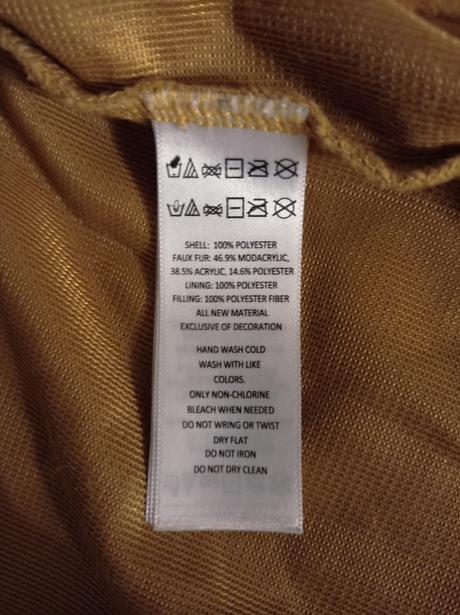 SHELL: 100% POLYESTER
FAUX FUR: 46.9% MODACRYLIC,
38.5% ACRYLIC, 14.6% POLYESTER
LINING: 100% POLYESTER
FILLING: 100% POLYESTER FIBER
ALL NEW MATERIAL
EXCLUSIVE OF DECORATION
HAND WASH COLD
WASH WITH LIKE
COLORS.
ONLY NON-CHLORINE
BLEACH WHEN NEEDED
DO NOT WRING OR TWIST
DRY FLAT
DO NOT IRON
DO NOT DRY CLEAN